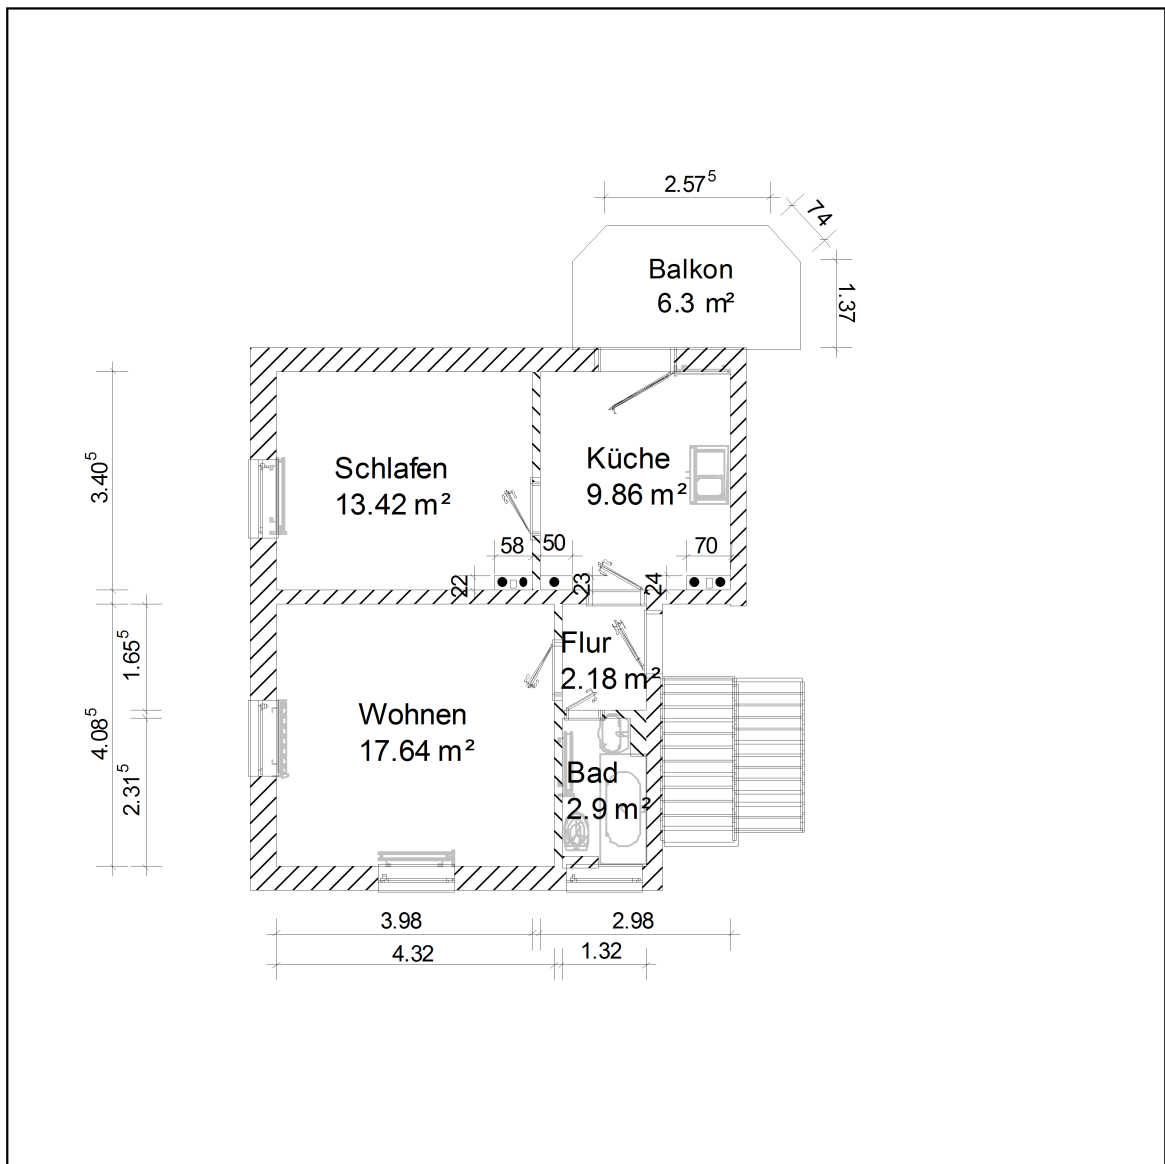 2.57⁵
74
Balkon
6.3 m²
1.37
3.40⁵
Schlafen
13.42 m²
Küche
9.86 m²
58
50
70
22
23
24
1.65⁵
Flur
2.18 m²
4.08⁵
Wohnen
17.64 m²
2.31⁵
Bad
2.9 m²
3.98
2.98
4.32
1.32